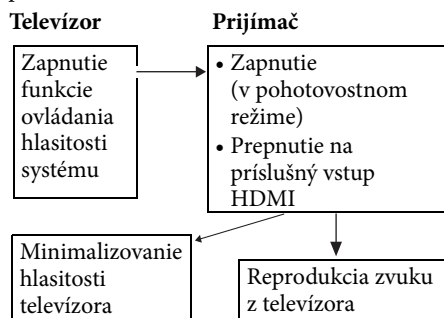 Televízor
Prijímač
Zapnutie
funkcie
ovládania
hlasitosti
systému
• Zapnutie
(v pohotovostnom
režime)
• Prepnutie na
príslušný vstup
HDMI
Minimalizovanie
hlasitosti
televízora
Reprodukcia zvuku
z televízora